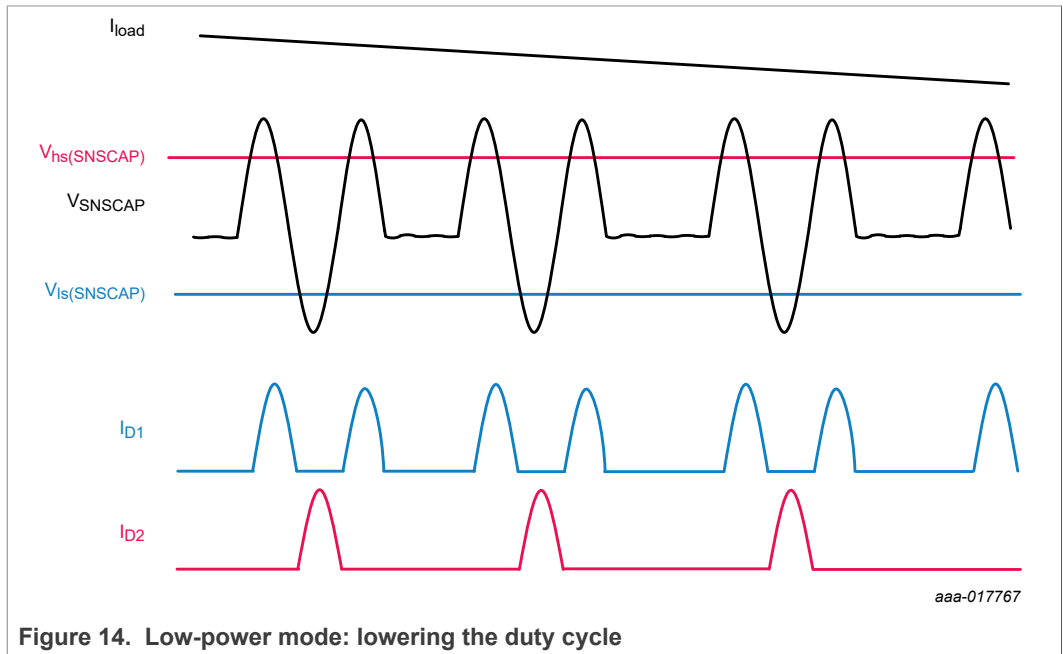 Iload
Vhs(SNSCAP)
VSNSCAP
Vls(SNSCAP)
ID1
ID2
aaa-017767
Figure 14. Low-power mode: lowering the duty cycle